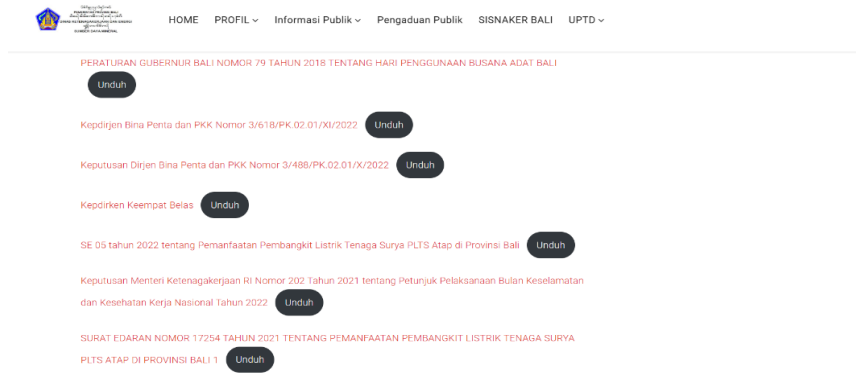 HOME PROFIL Informasi Publik Pengaduan Publik SISNAKER BALI UPTD
PERATURAN GUBERNUR BALI NOMOR 79 TAHUN 2018 TENTANG HARI PENGGUNAAN BUSANA ADAT BALI
Unduh
Kepdirjen Bina Penta dan PKK Nomor 3/618/PK.02.01/XI/2022 Unduh
Keputusan Dirjen Bina Penta dan PKK Nomor 3/488/PK.02.01/X/2022 Unduh
Kepdirken Keempat Belas Unduh
SE 05 tahun 2022 tentang Pemanfaatan Pembangkit Listrik Tenaga Surya PLTS Atap di Provinsi Bali Unduh
Keputusan Menteri Ketenagakerjaan RI Nomor 202 Tahun 2021 tentang Petunjuk Pelaksanaan Bulan Keselamatan
dan Kesehatan Kerja Nasional Tahun 2022 Unduh
SURAT EDARAN NOMOR 17254 TAHUN 2021 TENTANG PEMANFAATAN PEMBANGKIT LISTRIK TENAGA SURYA
PLTS ATAP DI PROVINSI BALI 1 Unduh